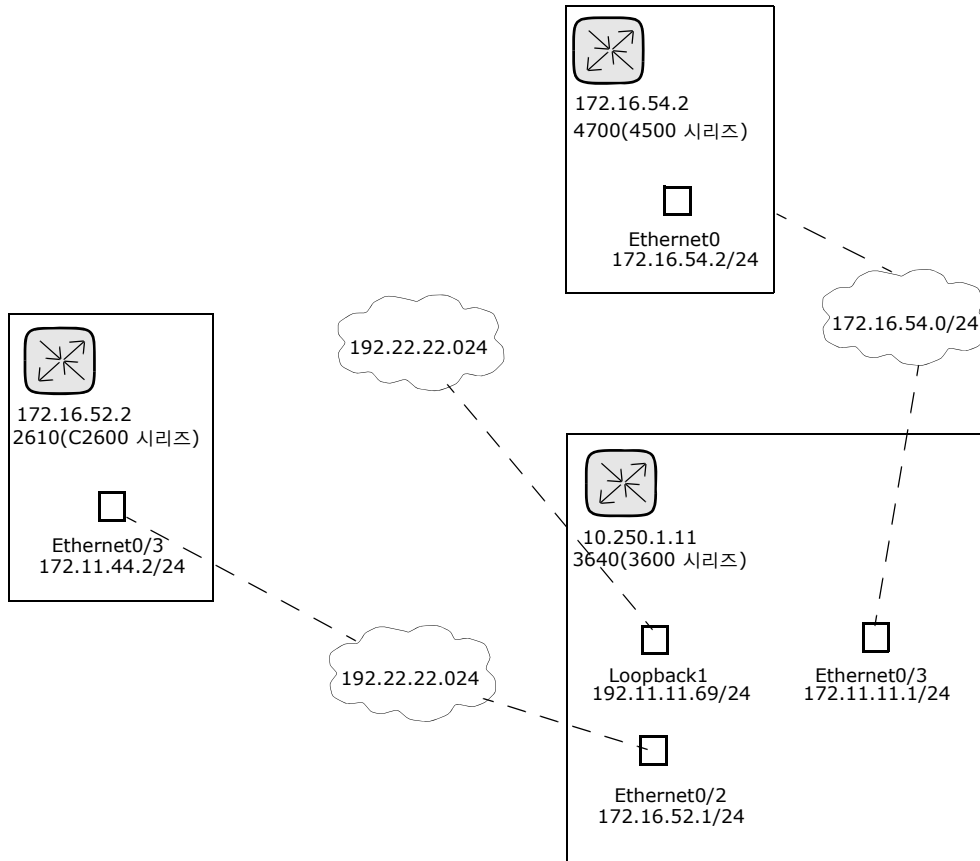 172.16.54.2
4700(4500 시리즈)
Ethernet0
172.16.54.2/24
172.16.54.0/24
192.22.22.024
172.16.52.2
2610(C2600 시리즈)
Ethernet0/3
172.11.44.2/24
10.250.1.11
3640(3600 시리즈)
192.22.22.024
Loopback1
192.11.11.69/24
Ethernet0/3
172.11.11.1/24
Ethernet0/2
172.16.52.1/24